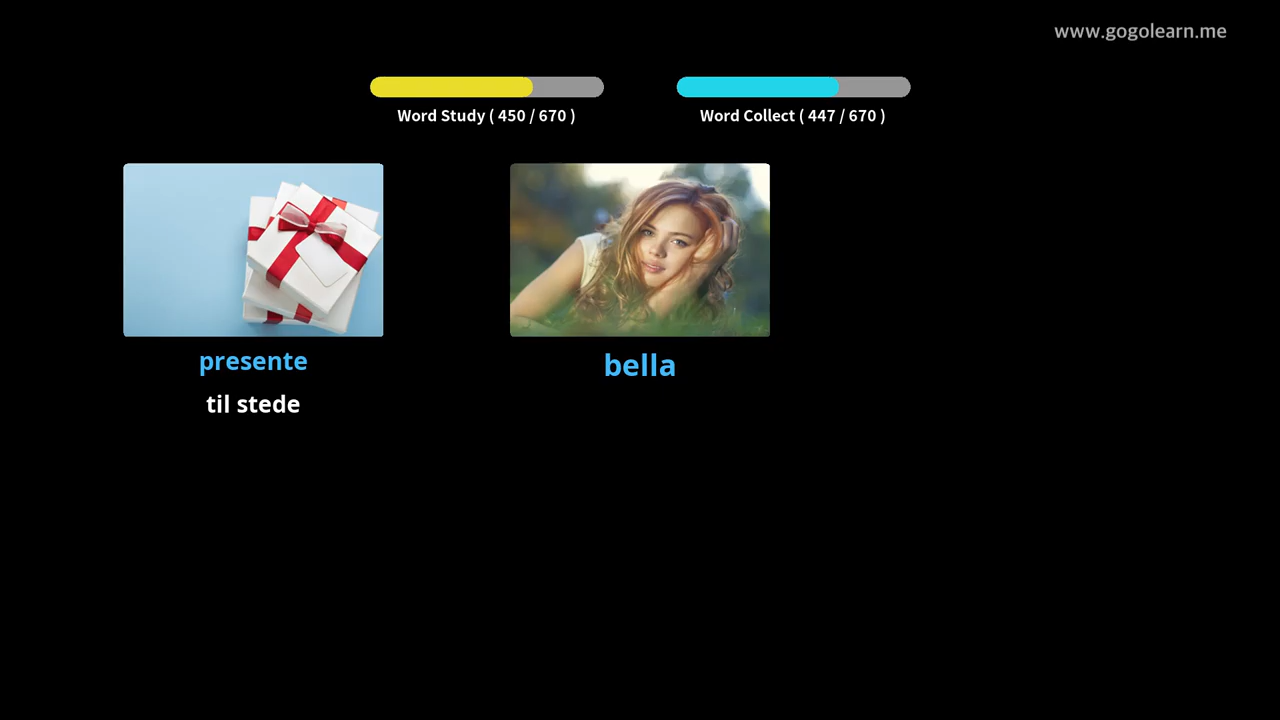 www.gogolearn.me
Word Study ( 450 / 670 )
Word Collect ( 447 / 670 )
presente
bella
til stede